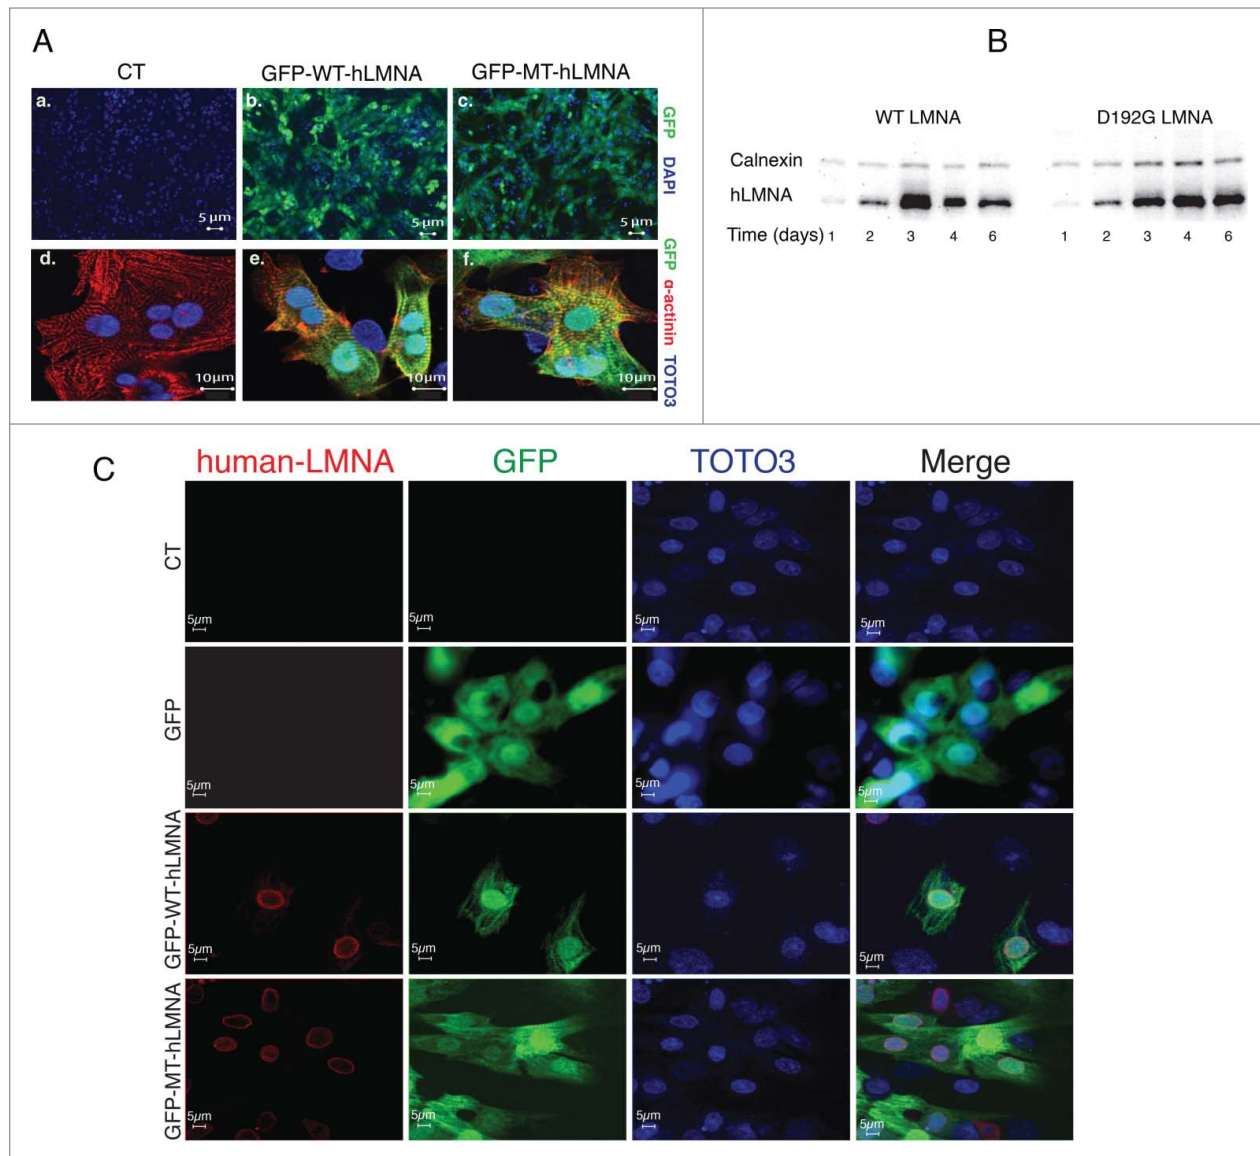 A
CT GFP-WT-hLMNA GFP-MT-hLMNA
a. b. c.
GFP DAPI
5 µm 5 µm 5 µm
d. e. f.
GFP α-actinin TOTO3
10µm 10µm 10µm
B
WT LMNA D192G LMNA
Calnexin
hLMNA
Time (days) 1 2 3 4 6 1 2 3 4 6
C
human-LMNA GFP TOTO3 Merge
CT
5µm 5µm 5µm 5µm
GFP
5µm 5µm 5µm 5µm
GFP-WT-hLMNA
5µm 5µm 5µm 5µm
GFP-MT-hLMNA
5µm 5µm 5µm 5µm